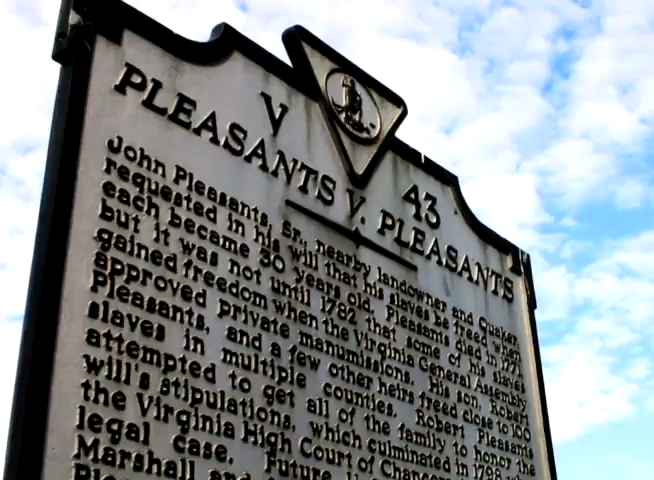 V 43
PLEASANTS V. PLEASANTS
John Pleasants, Sr., nearby landowner and Quaker
requested in his will that his slaves be freed when
each became 30 years old. Pleasants died in 1771,
but it was not until 1782 that some of his slaves
gained freedom when the Virginia General Assembly
approved private manumissions. His son, Robert
Pleasants, and a few other heirs freed close to 100
slaves in multiple counties. Robert Pleasants
attempted to get all of the family to honor the
will's stipulations, which culminated in 1798
the Virginia High Court of
legal case. Future
Marshall and